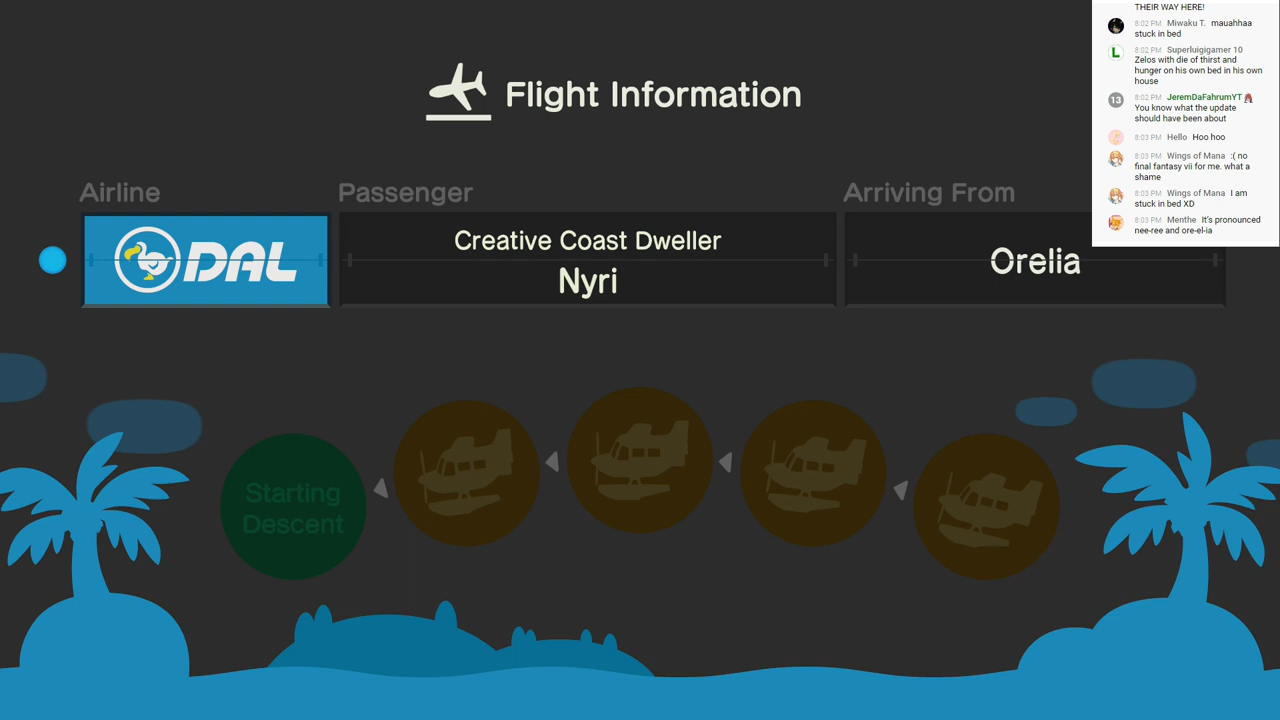 Flight Information
Airline
Passenger
Arriving From
DAL
Creative Coast Dweller
Nyri
Orelia
Starting
Descent
THEIR WAY HERE!
8:02 PM Miwaku T. mauahhaa
stuck in bed
L
8:02 PM Superluigigamer 10
Zelos with die of thirst and
hunger on his own bed in his own
house
13
8:02 PM JeremDaFahrumYT
You know what the update
should have been about
8:03 PM Hello Hoo hoo
8:03 PM Wings of Mana :( no
final fantasy vii for me. what a
shame
8:03 PM Wings of Mana I am
stuck in bed XD
8:03 PM Menthe It's pronounced
nee-ree and ore-el-ia